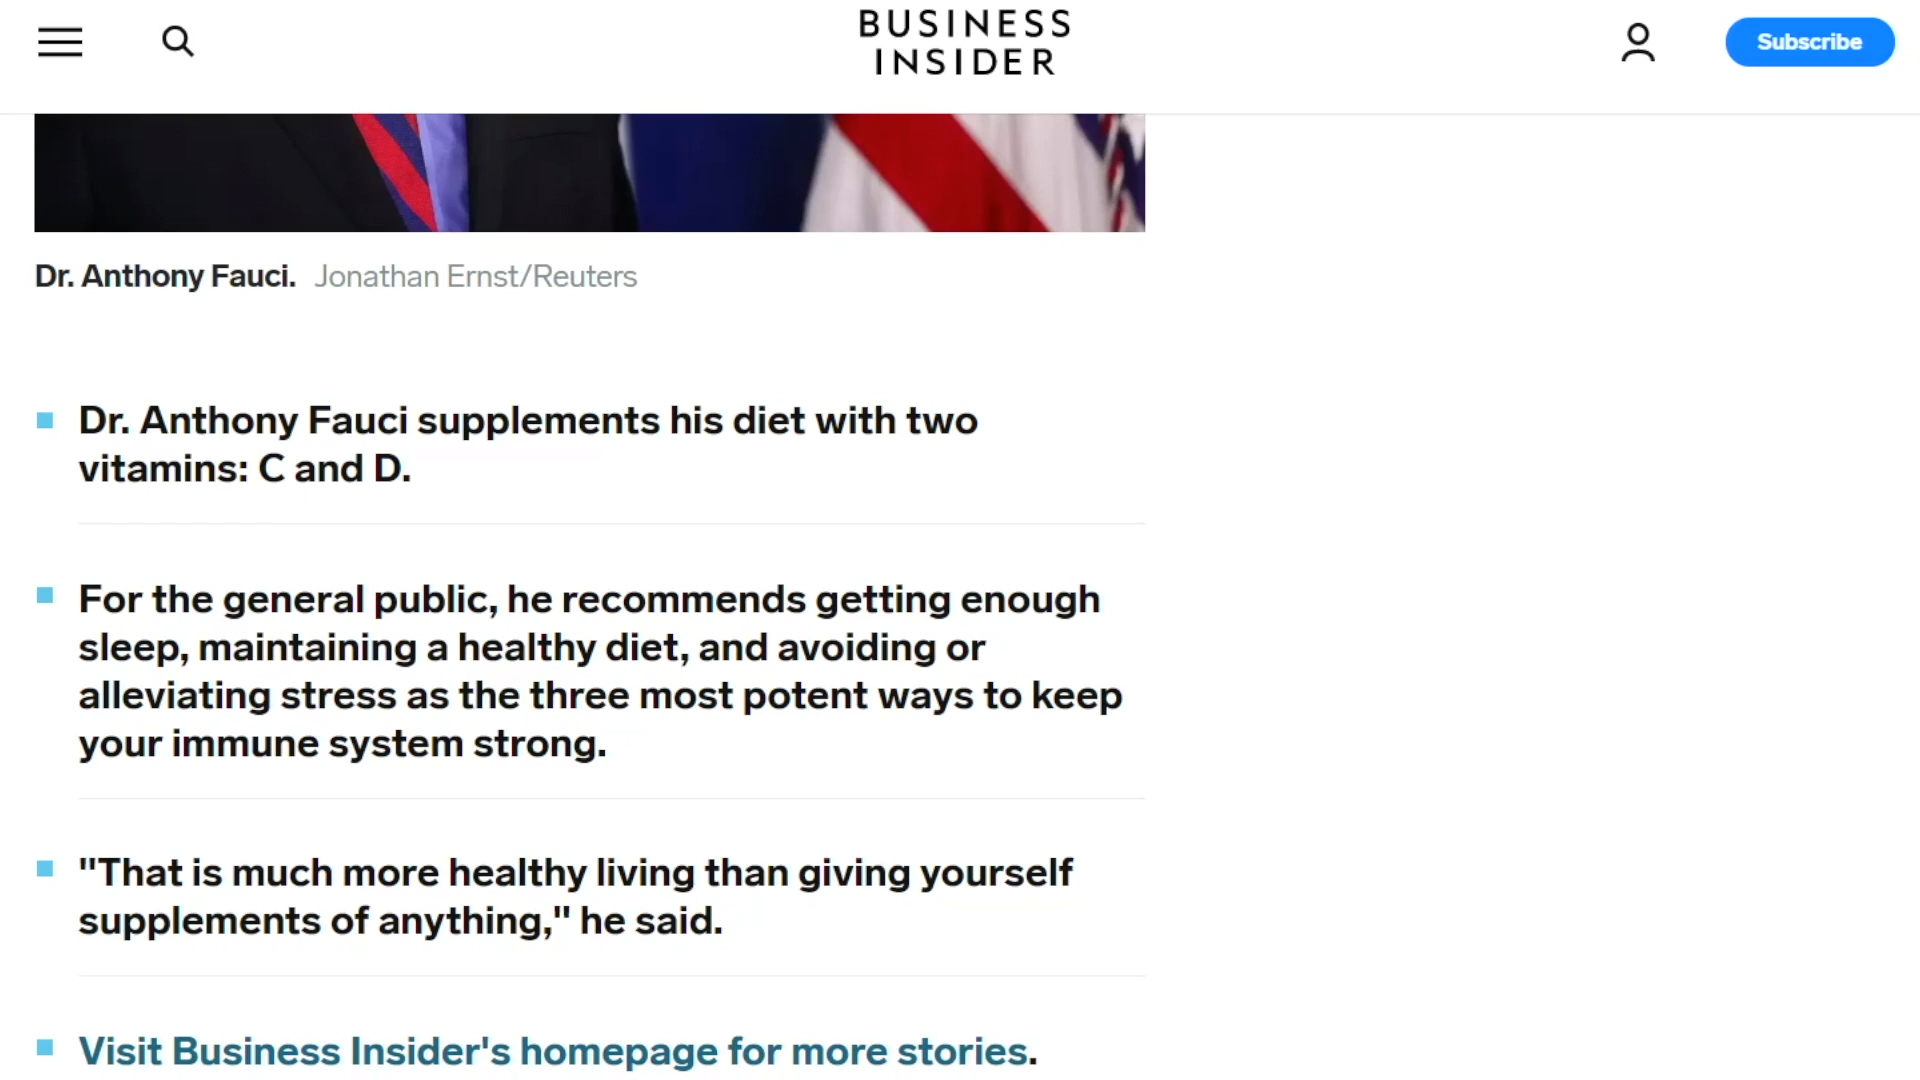 BUSINESS
INSIDER
Subscribe
Dr. Anthony Fauci. Jonathan Ernst/Reuters
Dr. Anthony Fauci supplements his diet with two
vitamins: C and D.
For the general public, he recommends getting enough
sleep, maintaining a healthy diet, and avoiding or
alleviating stress as the three most potent ways to keep
your immune system strong.
"That is much more healthy living than giving yourself
supplements of anything," he said.
Visit Business Insider's homepage for more stories.